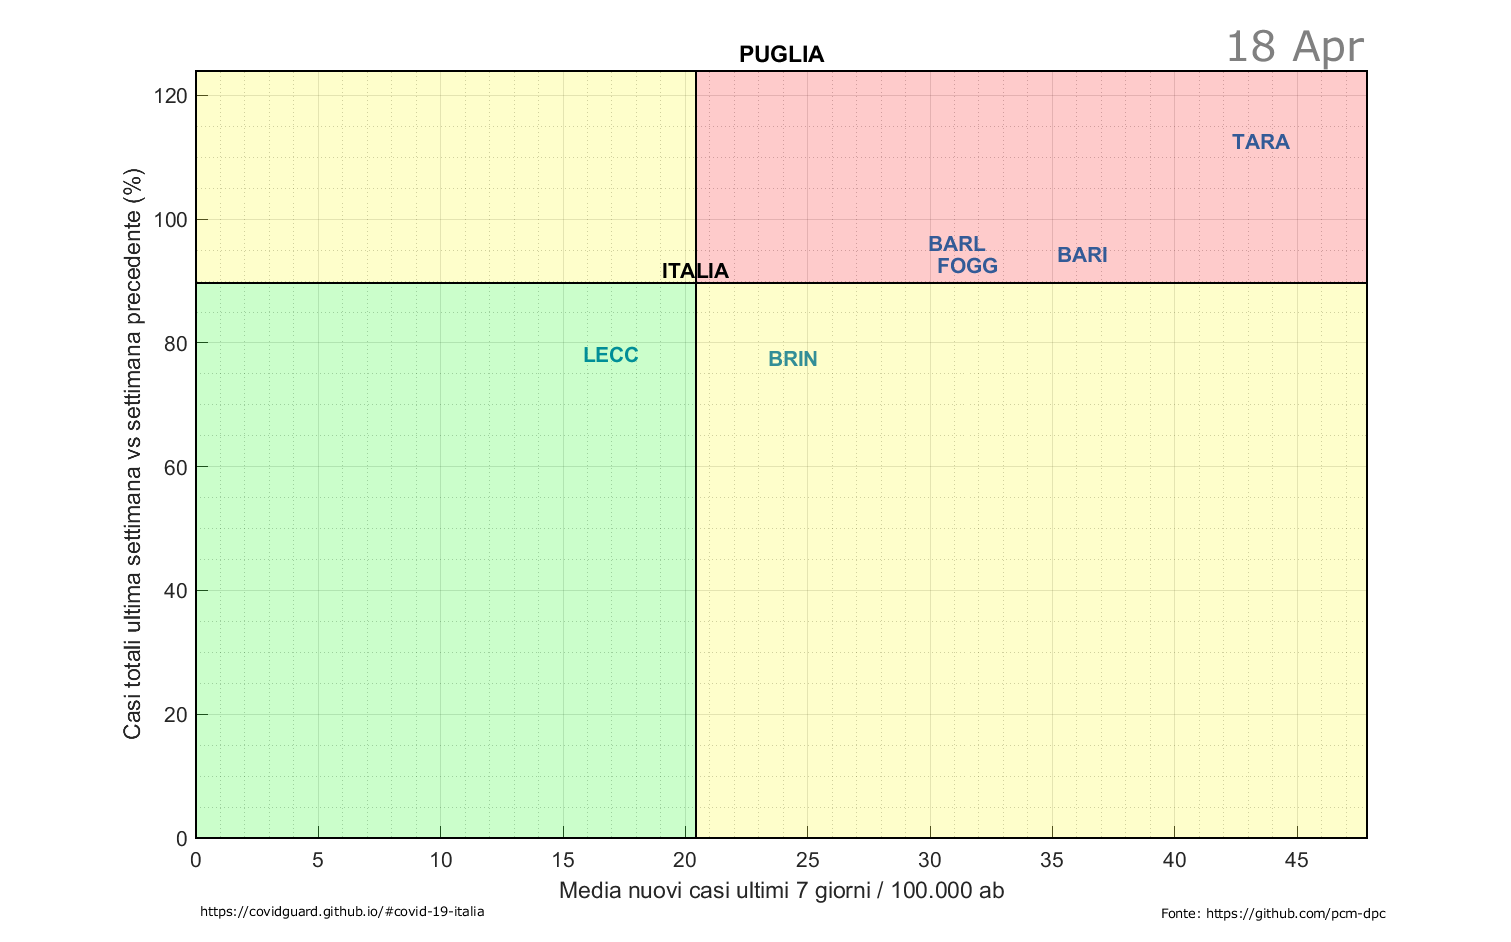 PUGLIA
18 Apr
Casi totali ultima settimana vs settimana precedente (%)
120
100
80
60
40
20
0
TARA
BARL
BARI
FOGG
ITALIA
LECC
BRIN
0 5 10 15 20 25 30 35 40 45
Media nuovi casi ultimi 7 giorni / 100.000 ab
https://covidguard.github.io/#covid-19-italia
Fonte: https://github.com/pcm-dpc